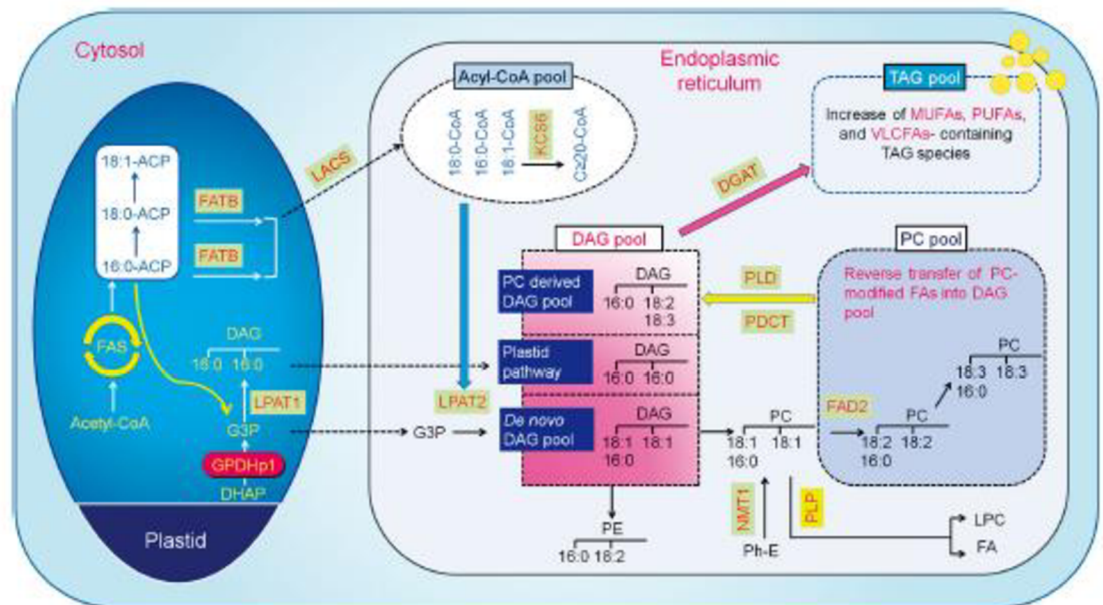 Cytosol
18:1-ACP
18:0-ACP
16:0-ACP
FATB
FATB
LACS
FAS
DAG
16:0 16:0
Acetyl-CoA
LPAT1
G3P
GPDHp1
DHAP
Plastid
Endoplasmic
reticulum
Acyl-CoA pool
18:0-CoA
16:0-CoA
18:1-CoA
KCS6
C≥20-CoA
TAG pool
Increase of MUFAs, PUFAs,
and VLCFAs- containing
TAG species
DGAT
DAG pool
PC derived
DAG pool
DAG
16:0 18:2
18:3
Plastid
pathway
DAG
16:0 16:0
De novo
DAG pool
DAG
18:1 18:1
16:0
LPAT2
G3P
PE
16:0 18:2
PLD
PDCT
PC pool
Reverse transfer of PC-
modified FAs into DAG
pool
PC
18:3 18:3
16:0
FAD2
PC
18:2 18:2
16:0
PC
18:1 18:1
16:0
NMT1
PLP
Ph-E
LPC
FA